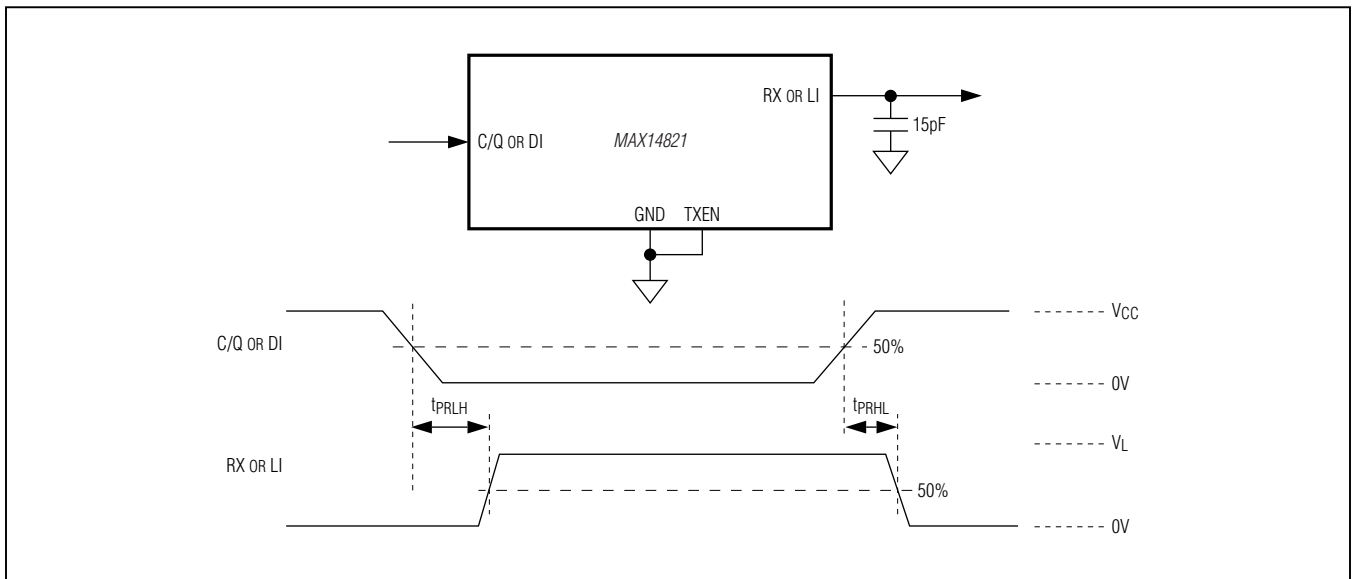 RX OR LI
15pF
C/Q OR DI
MAX14821
GND TXEN
VCC
C/Q OR DI
50%
0V
tPRLH
tPRHL
VL
RX OR LI
50%
0V